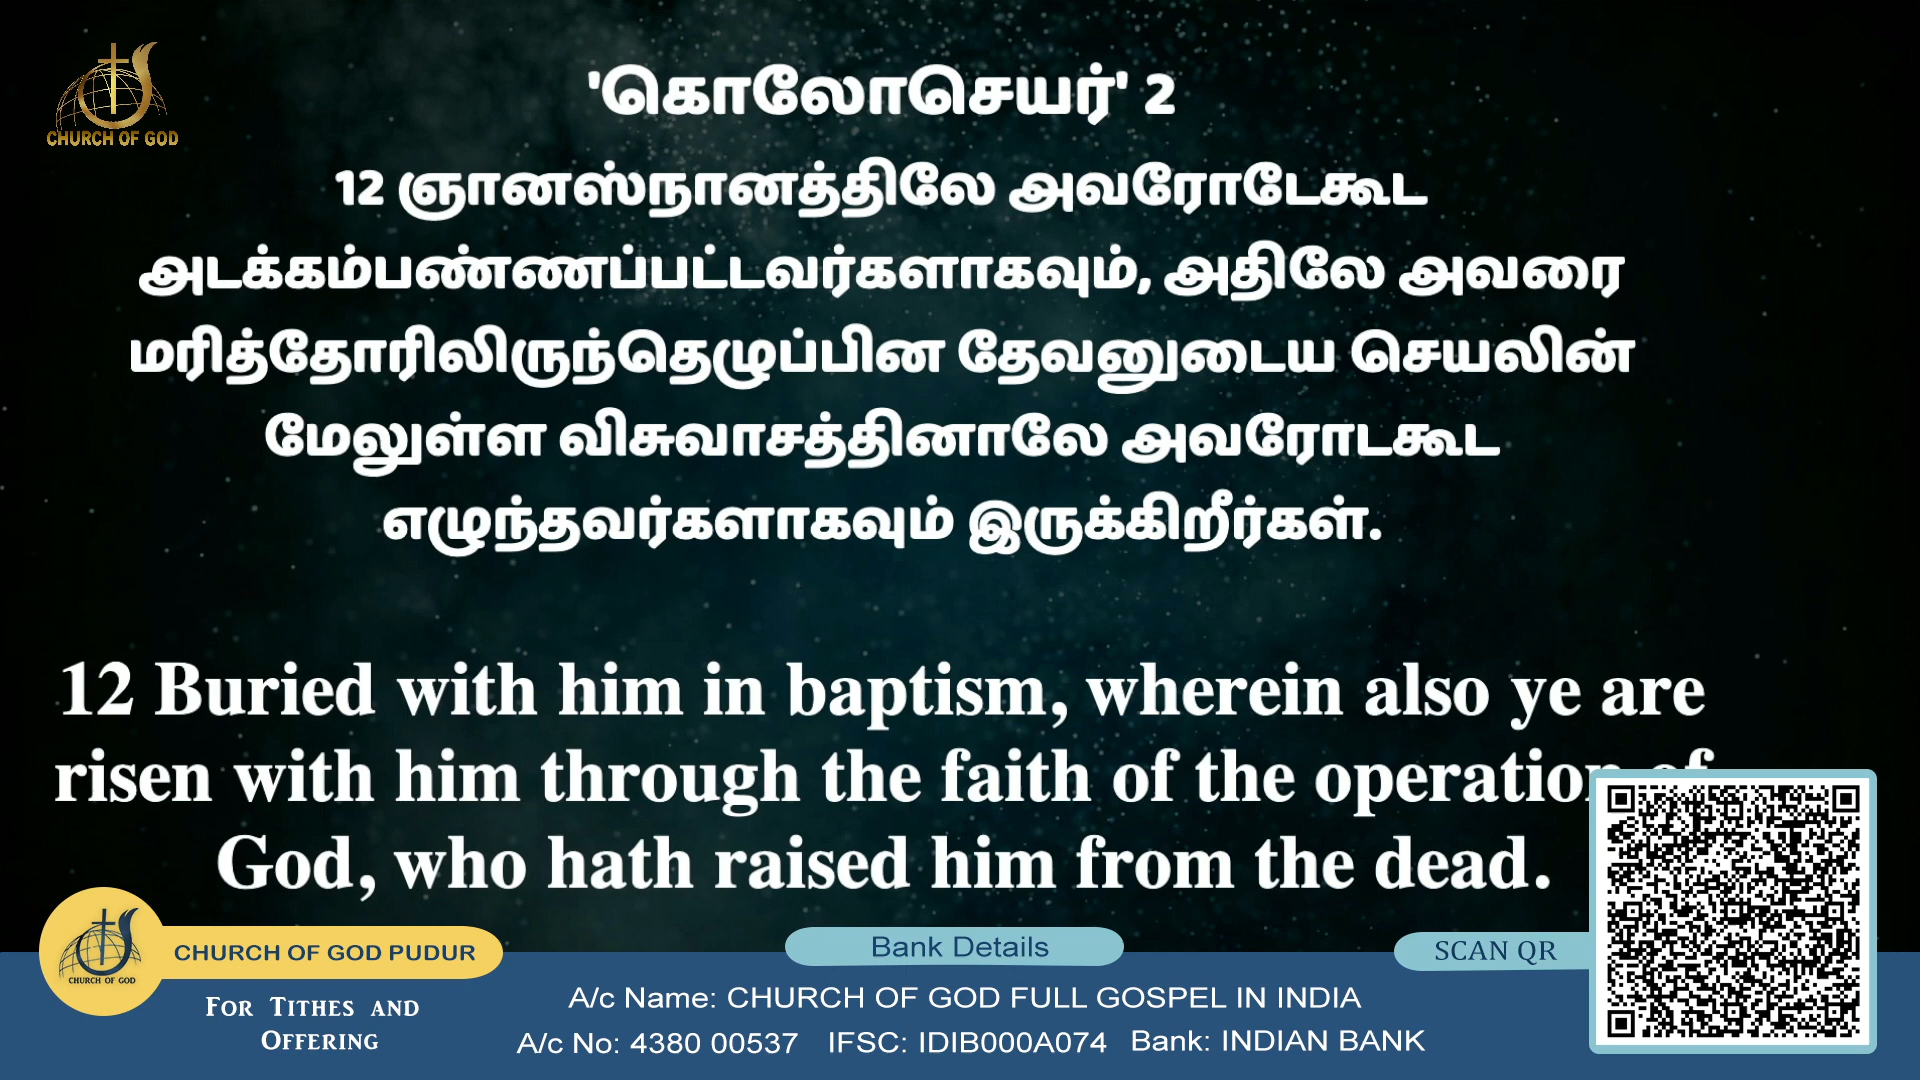 CHURCH OF GOD
'கொலோசெயர்' 2
12 ஞானஸ்நானத்திலே அவரோடேகூட
அடக்கம்பண்ணப்பட்டவர்களாகவும், அதிலே அவரை
மரித்தோரிலிருந்தெழுப்பின தேவனுடைய செயலின்
மேலுள்ள விசுவாசத்தினாலே அவரோடகூட
எழுந்தவர்களாகவும் இருக்கிறீர்கள்.
12 Buried with him in baptism, wherein also ye are
risen with him through the faith of the operation of
God, who hath raised him from the dead.
CHURCH OF GOD
CHURCH OF GOD PUDUR
For Tithes and
Offering
Bank Details
A/c Name: CHURCH OF GOD FULL GOSPEL IN INDIA
A/c No: 4380 00537 IFSC: IDIB000A074 Bank: INDIAN BANK
SCAN QR